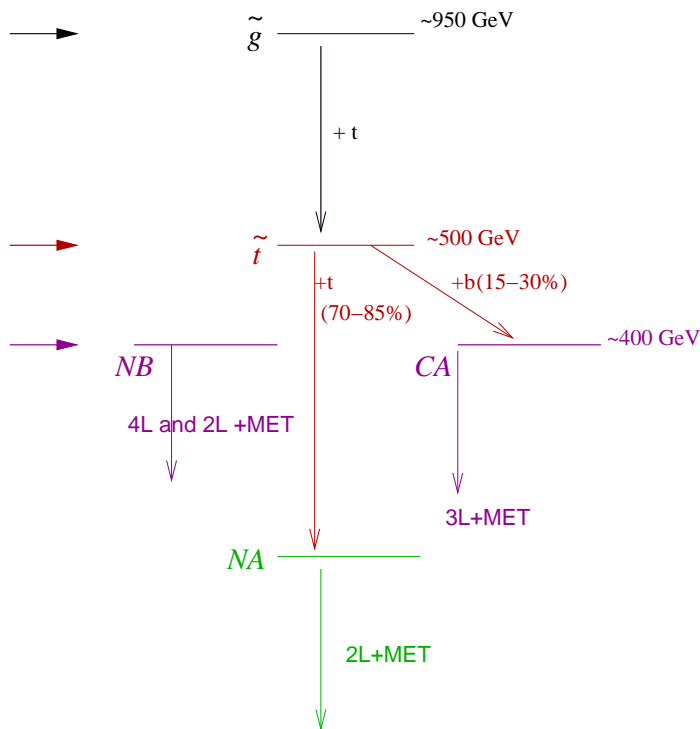 g̃
~950 GeV
+ t
t̃
~500 GeV
+t
(70−85%)
+b(15−30%)
NB
CA
~400 GeV
4L and 2L +MET
3L+MET
NA
2L+MET